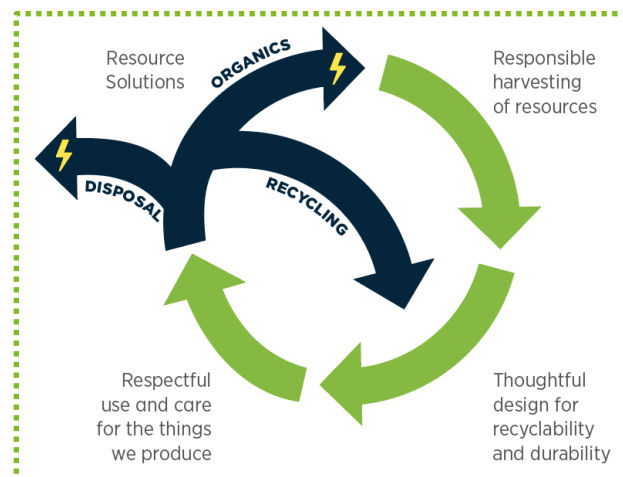 Resource
Solutions
ORGANICS
Responsible
harvesting
of resources
DISPOSAL
RECYCLING
Respectful
use and care
for the things
we produce
Thoughtful
design for
recyclability
and durability